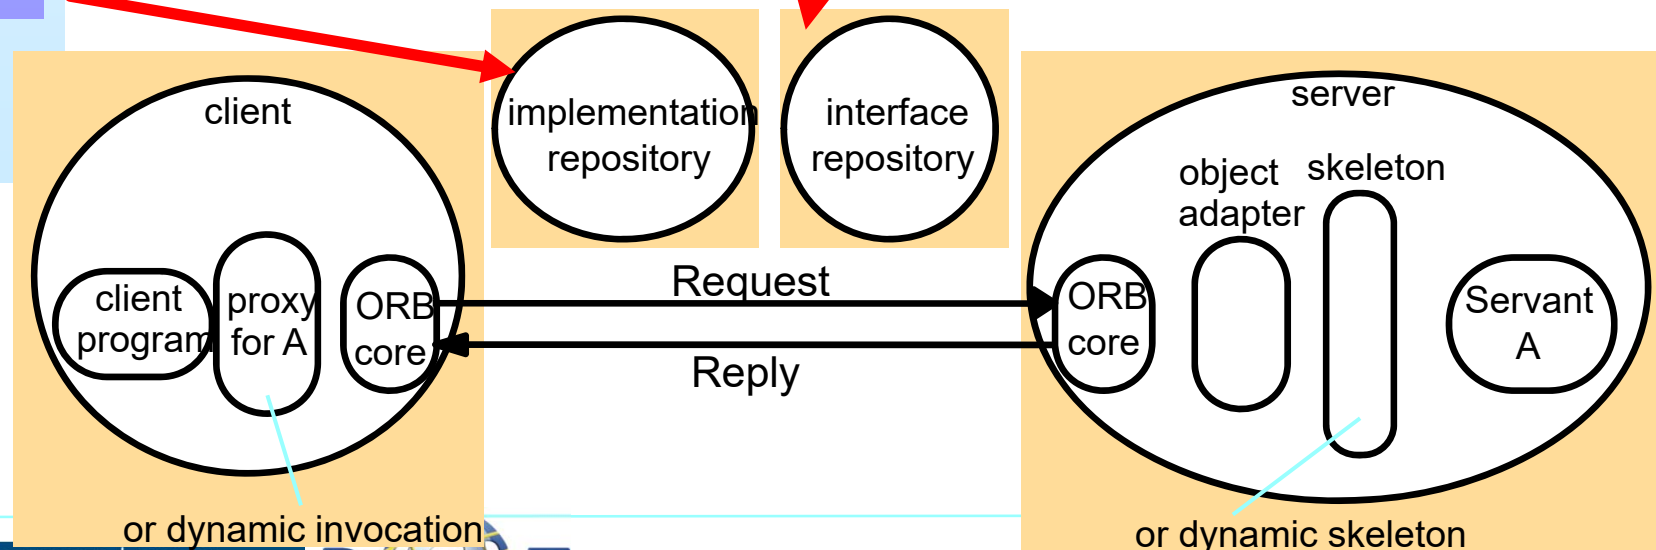 client
implementation
repository
interface
repository
server
object
adapter
skeleton
client
program
proxy
for A
ORB
core
Request
Reply
ORB
core
Servant
A
or dynamic invocation
or dynamic skeleton